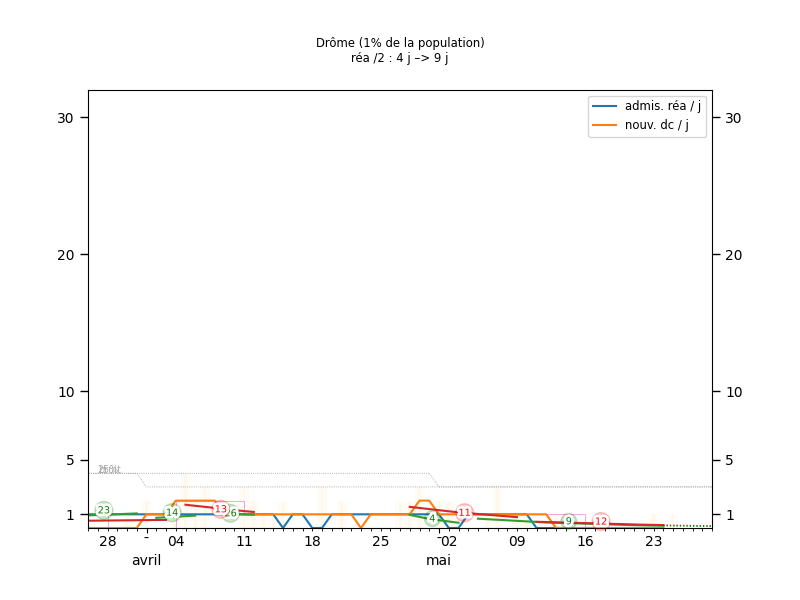 Drôme (1% de la population)
réa /2 : 4 j –> 9 j
admis. réa / j
nouv. dc / j
30 30
20 20
10 10
5 5
1 1
23 14 13 6 4 11 9 12
28 04 11 18 25 02 09 16 23
avril mai